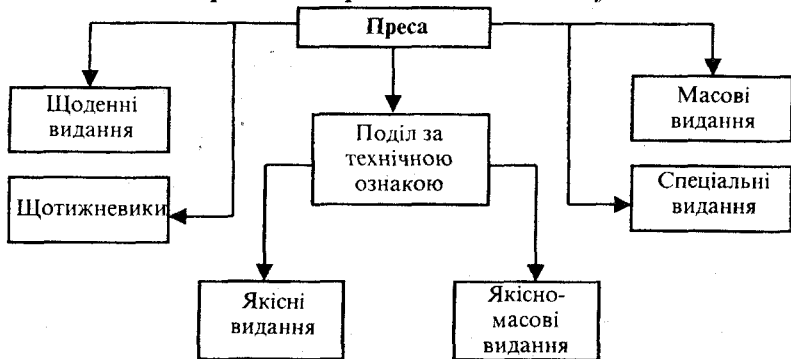 Преса
Щоденні
видання
Масові
видання
Поділ за
технічною
ознакою
Щотижневики
Спеціальні
видання
Якісні
видання
Якісно-
масові
видання